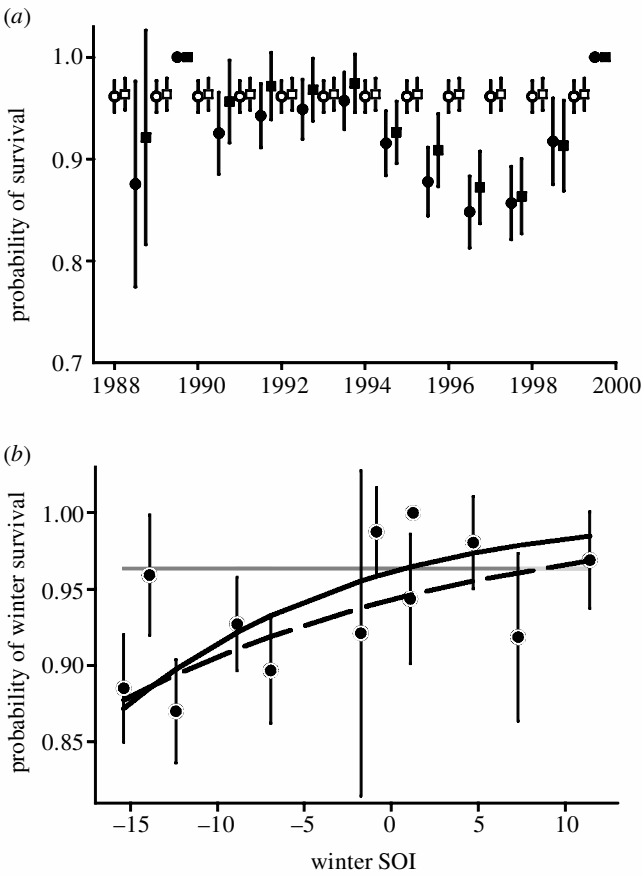 (a)
probability of survival
1.0
0.9
0.8
0.7
1988 1990 1992 1994 1996 1998 2000
(b)
probability of winter survival
1.00
0.95
0.90
0.85
−15 −10 −5 0 5 10
winter SOI